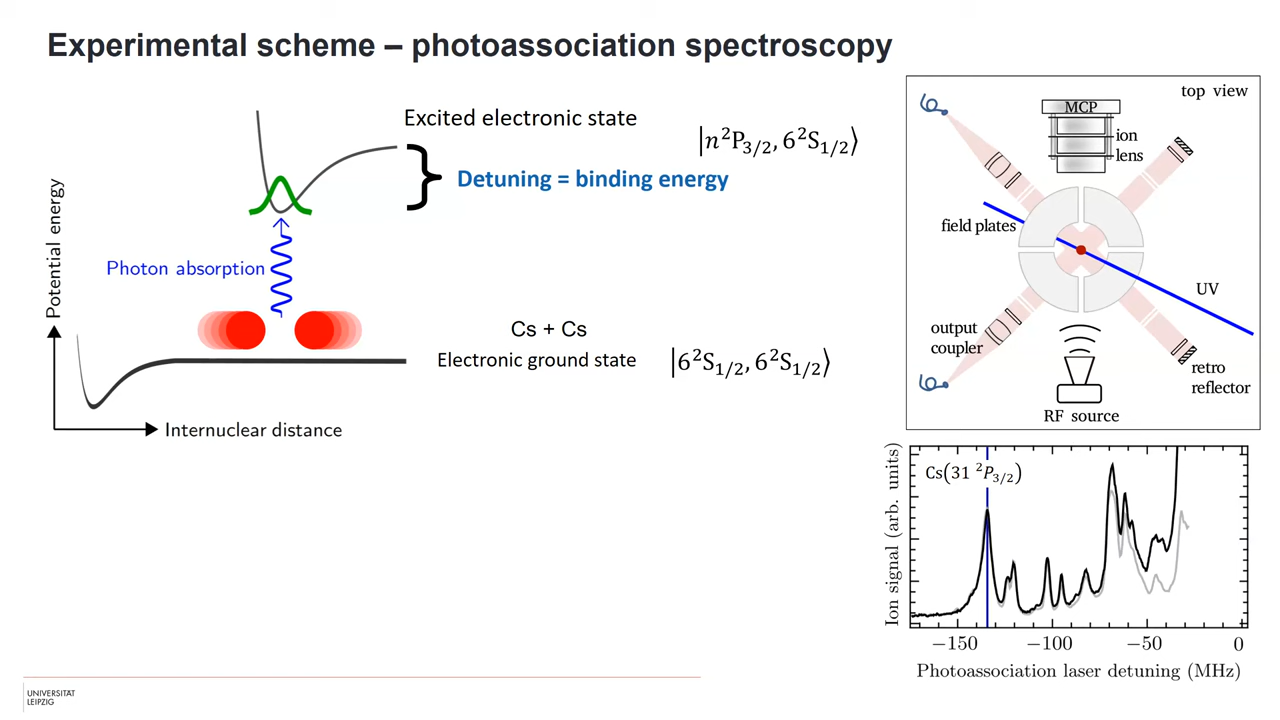 Experimental scheme – photoassociation spectroscopy
Excited electronic state
|n²P₃/₂, 6²S₁/₂⟩
Detuning = binding energy
Potential energy
Photon absorption
Cs + Cs
Electronic ground state
|6²S₁/₂, 6²S₁/₂⟩
Internuclear distance
top view
MCP
ion
lens
field plates
UV
output
coupler
retro
reflector
RF source
Ion signal (arb. units)
Cs(31 ²P₃/₂)
−150
−100
−50
0
Photoassociation laser detuning (MHz)
UNIVERSITÄT
LEIPZIG